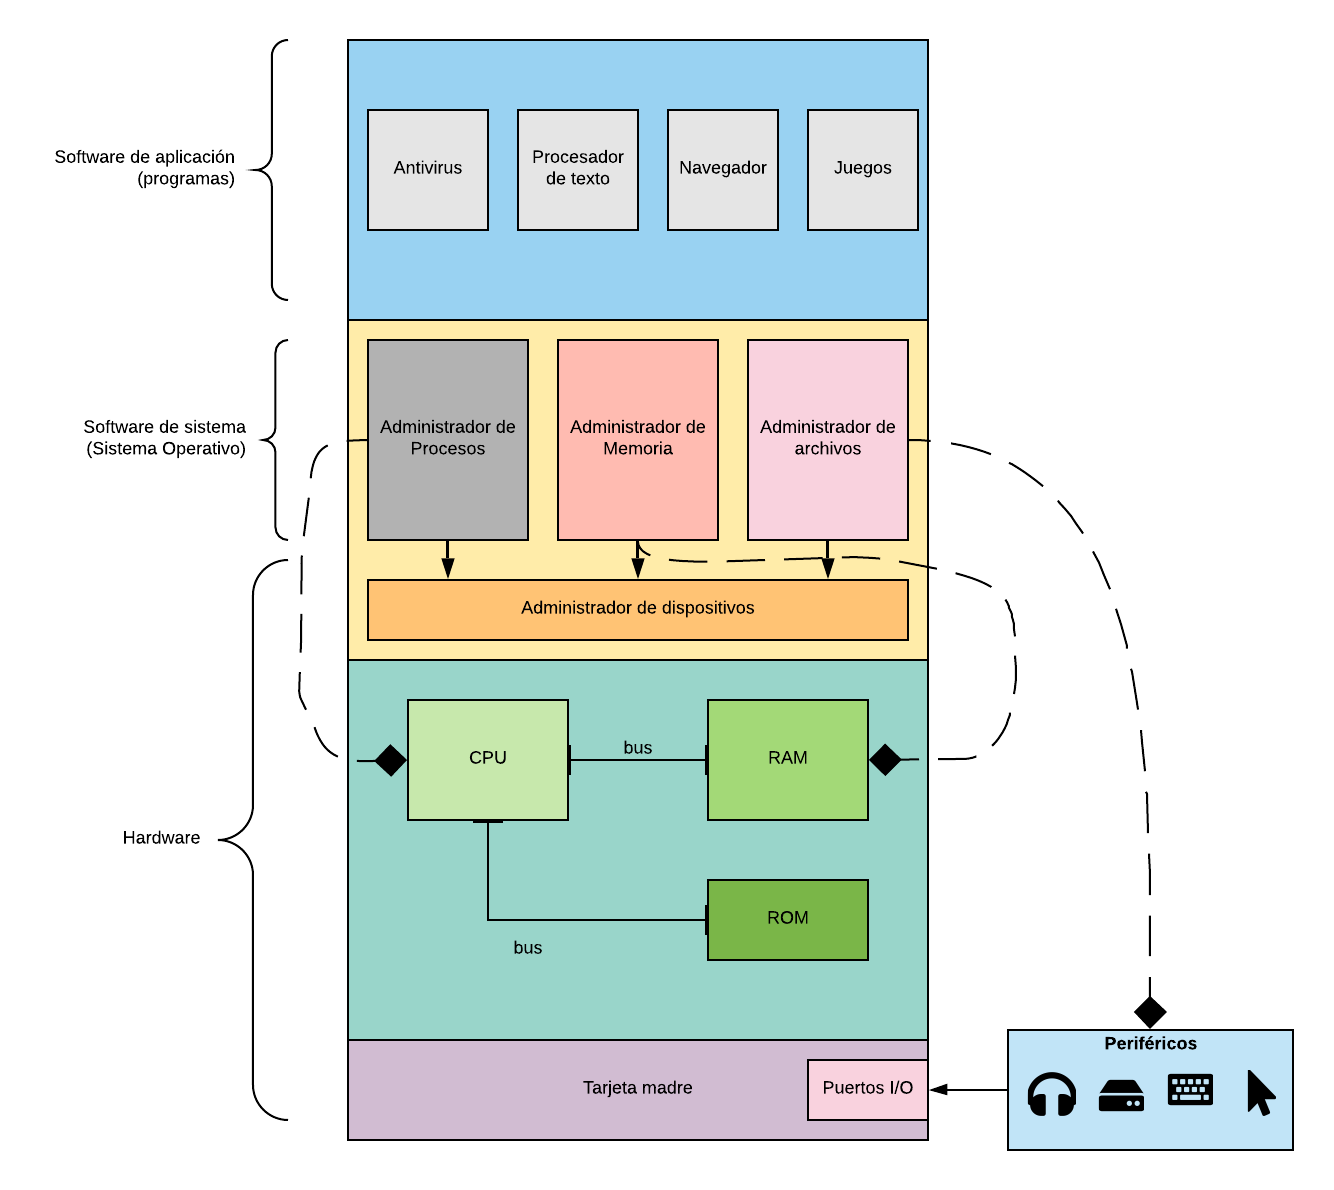 Software de aplicación
(programas)
Antivirus
Procesador
de texto
Navegador
Juegos
Software de sistema
(Sistema Operativo)
Administrador de
Procesos
Administrador de
Memoria
Administrador de
archivos
Administrador de dispositivos
Hardware
CPU
bus
RAM
ROM
bus
Tarjeta madre
Puertos I/O
Periféricos